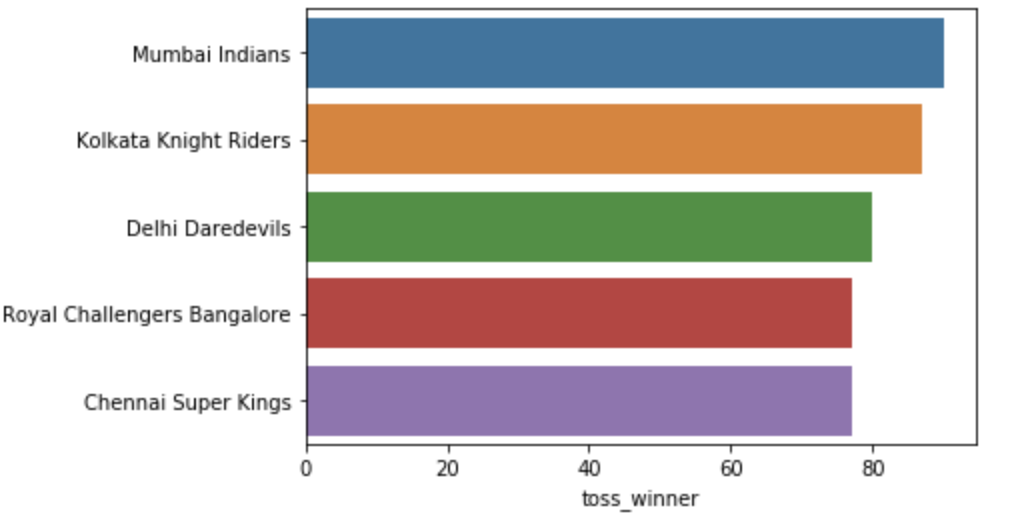 Mumbai Indians
Kolkata Knight Riders
Delhi Daredevils
Royal Challengers Bangalore
Chennai Super Kings
0 20 40 60 80
toss_winner